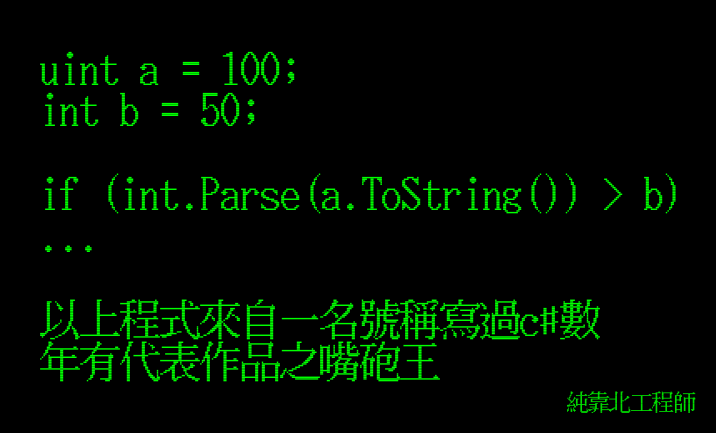 uint a = 100;
int b = 50;
if (int.Parse(a.ToString()) > b)
...
以上程式來自一名號稱寫過c#數
年有代表作品之嘴砲王
純靠北工程師